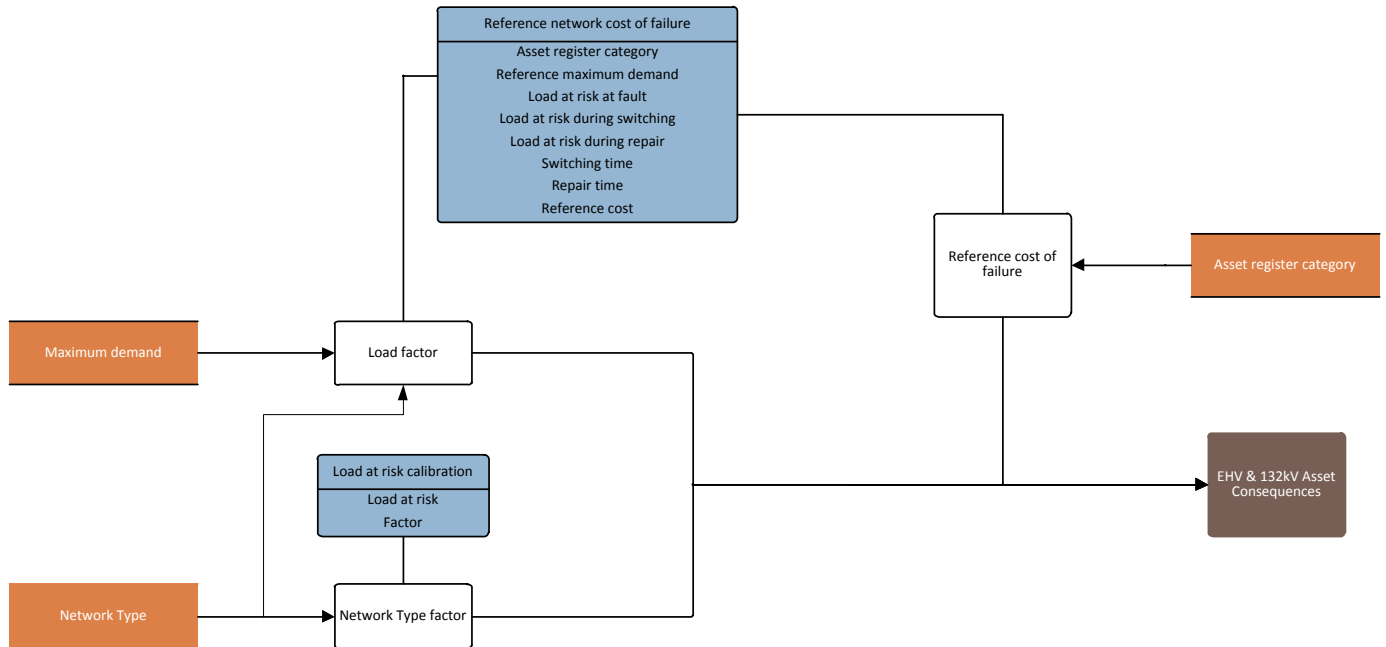 Reference network cost of failure
Asset register category
Reference maximum demand
Load at risk at fault
Load at risk during switching
Load at risk during repair
Switching time
Repair time
Reference cost
Reference cost of
failure
Asset register category
Maximum demand
Load factor
Load at risk calibration
Load at risk
Factor
EHV & 132kV Asset
Consequences
Network Type
Network Type factor